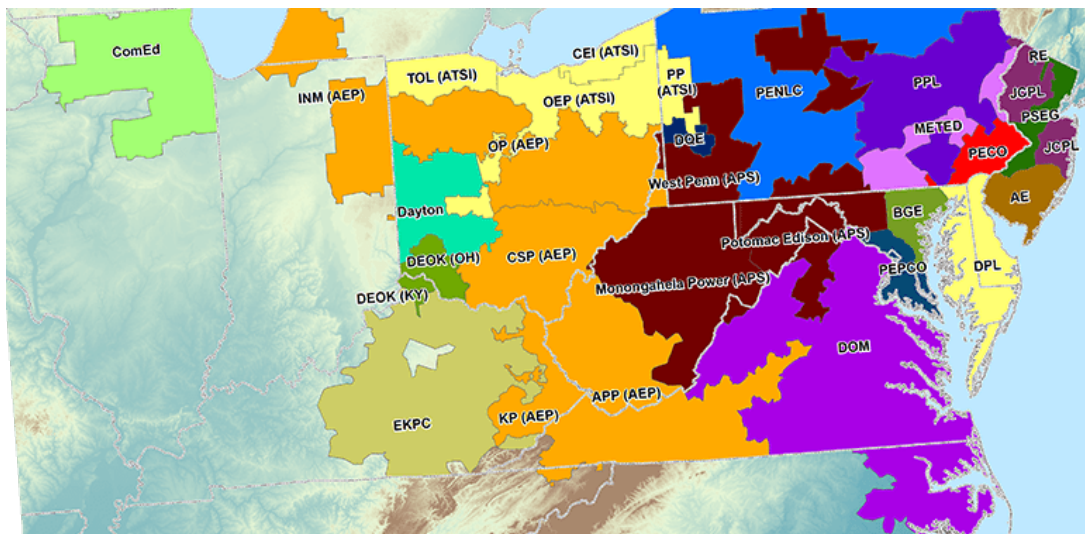 ComEd
CEI (ATSI)
RE
TOL (ATSI)
PP
(ATSI)
PPL
INM (AEP)
OEP (ATSI)
PENLC
JCPL
PSEG
METED
DQE
OP (AEP)
PECO
JCPL
West Penn (APS)
AE
Dayton
BGE
Potomac Edison (APS)
CSP (AEP)
DEOK (OH)
PEPCO
DPL
Monongahela Power (APS)
DEOK (KY)
DOM
APP (AEP)
KP (AEP)
EKPC